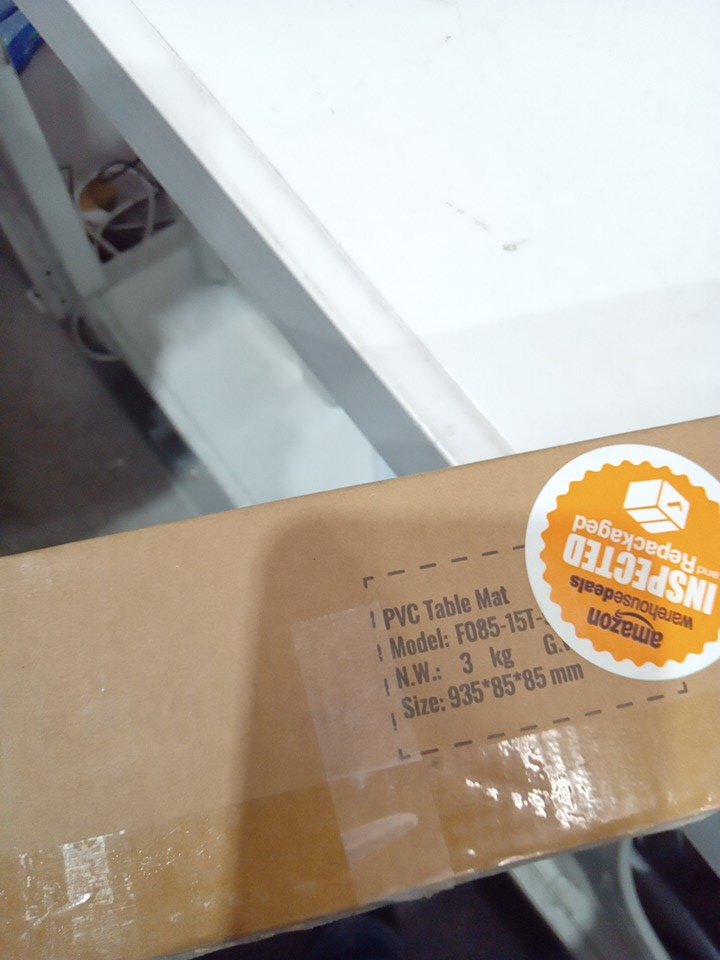 PVC Table Mat
Model: F085-15T-
N.W.: 3 kg G.
Size: 935*85*85 mm
amazon
warehousedeals
INSPECTED
and Repackaged